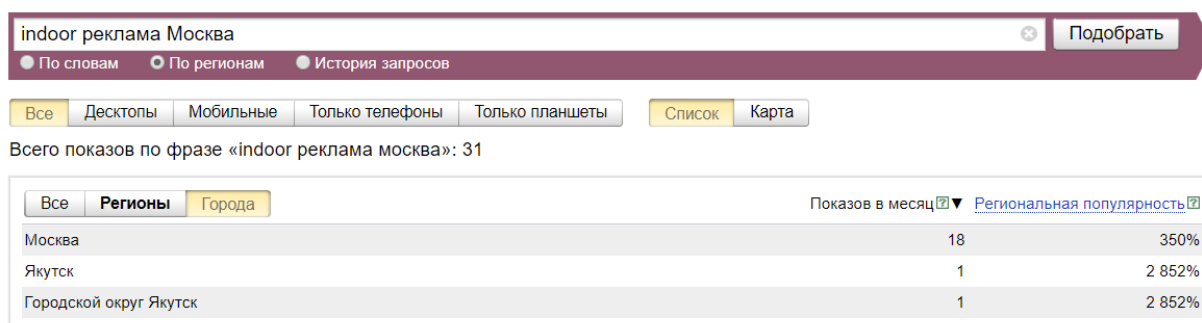 indoor реклама Москва Подобрать
По словам По регионам История запросов
Все Десктопы Мобильные Только телефоны Только планшеты Список Карта
Всего показов по фразе «indoor реклама москва»: 31
Все Регионы Города Показов в месяц ? ▼ Региональная популярность ?
Москва 18 350%
Якутск 1 2 852%
Городской округ Якутск 1 2 852%